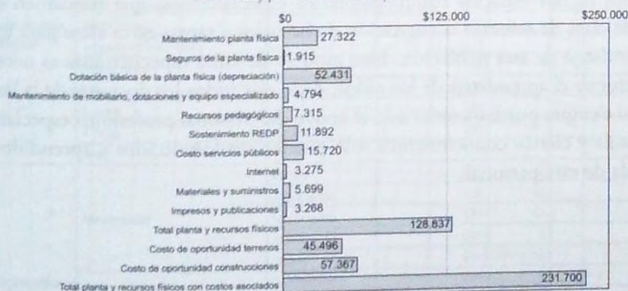 $0 $125.000 $250.000
Mantenimiento planta física 27.322
Seguros de la planta física 1.915
Dotación básica de la planta física (depreciación) 52.431
Mantenimiento de mobiliario, dotaciones y equipo especializado 4.794
Recursos pedagógicos 7.315
Sostenimiento REDP 11.892
Costo servicios públicos 15.720
Internet 3.275
Materiales y suministros 5.699
Impresos y publicaciones 3.268
Total planta y recursos físicos 128.837
Costo de oportunidad terrenos 45.496
Costo de oportunidad construcciones 57.367
Total planta y recursos físicos con costos asociados 231.700